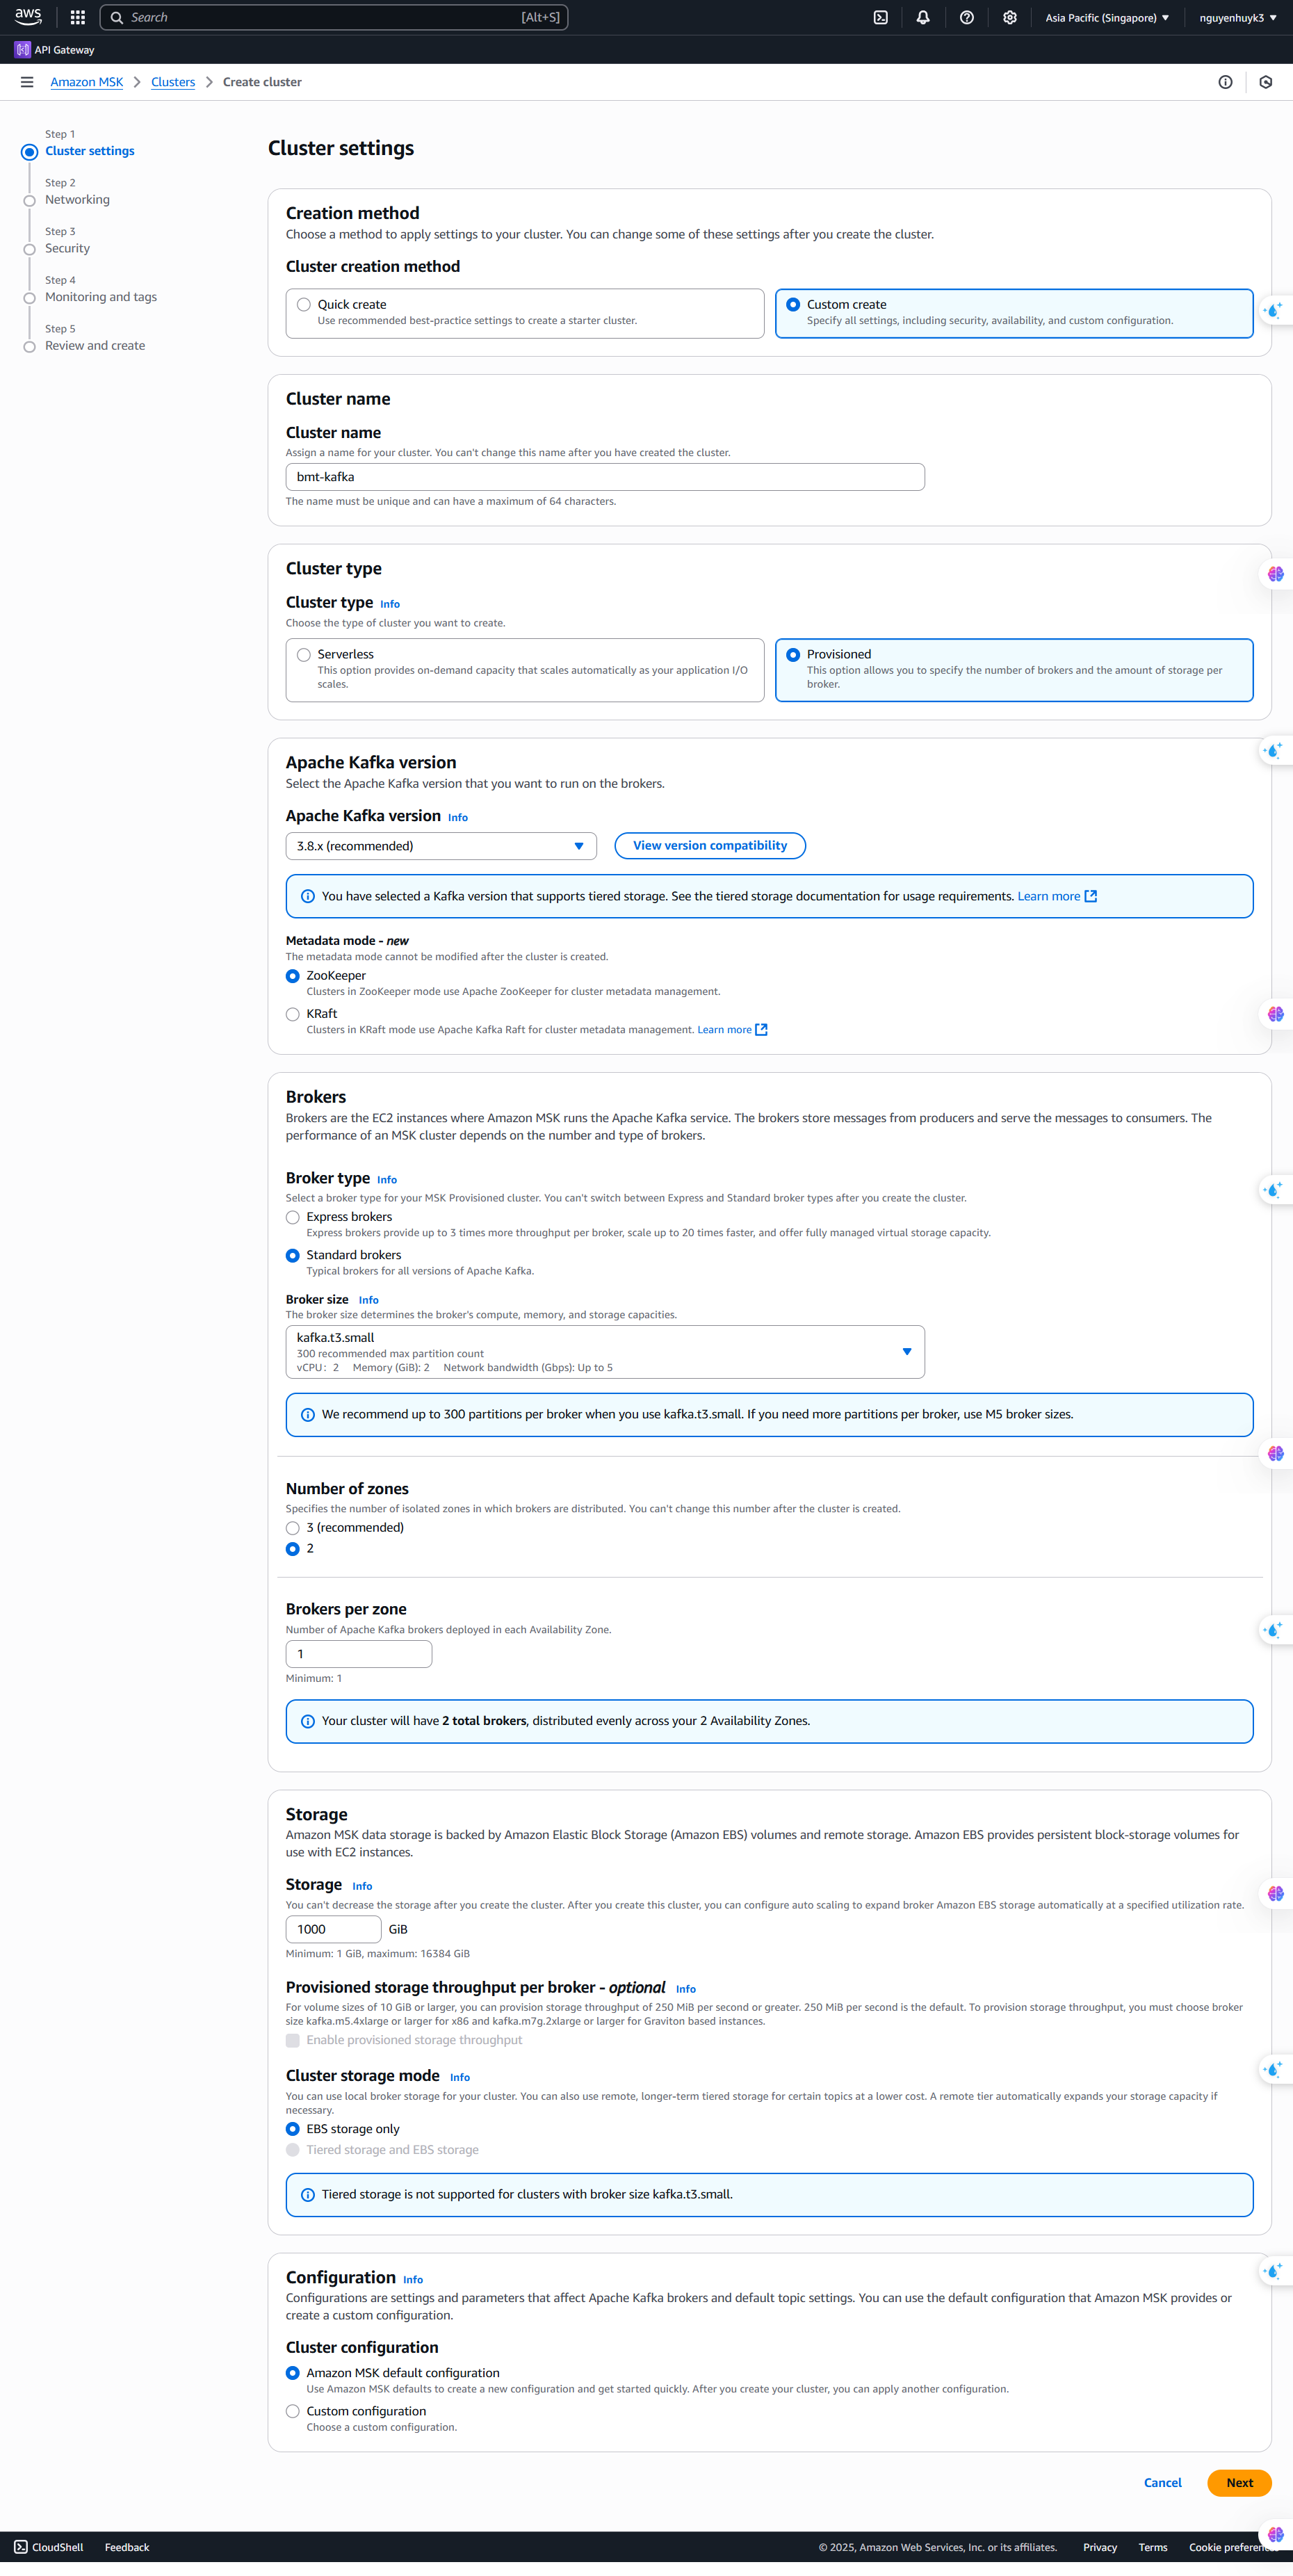 aws
Search
[Alt+S]
Asia Pacific (Singapore)
nguyenhuyk3
API Gateway
Amazon MSK
Clusters
Create cluster
Step 1
Cluster settings
Step 2
Networking
Step 3
Security
Step 4
Monitoring and tags
Step 5
Review and create
Cluster settings
Creation method
Choose a method to apply settings to your cluster. You can change some of these settings after you create the cluster.
Cluster creation method
Quick create
Use recommended best-practice settings to create a starter cluster.
Custom create
Specify all settings, including security, availability, and custom configuration.
Cluster name
Cluster name
Assign a name for your cluster. You can't change this name after you have created the cluster.
bmt-kafka
The name must be unique and can have a maximum of 64 characters.
Cluster type
Cluster type Info
Choose the type of cluster you want to create.
Serverless
This option provides on-demand capacity that scales automatically as your application I/O
scales.
Provisioned
This option allows you to specify the number of brokers and the amount of storage per
broker.
Apache Kafka version
Select the Apache Kafka version that you want to run on the brokers.
Apache Kafka version Info
3.8.x (recommended)
View version compatibility
You have selected a Kafka version that supports tiered storage. See the tiered storage documentation for usage requirements. Learn more
Metadata mode - new
The metadata mode cannot be modified after the cluster is created.
ZooKeeper
Clusters in ZooKeeper mode use Apache ZooKeeper for cluster metadata management.
KRaft
Clusters in KRaft mode use Apache Kafka Raft for cluster metadata management. Learn more
Brokers
Brokers are the EC2 instances where Amazon MSK runs the Apache Kafka service. The brokers store messages from producers and serve the messages to consumers. The
performance of an MSK cluster depends on the number and type of brokers.
Broker type Info
Select a broker type for your MSK Provisioned cluster. You can't switch between Express and Standard broker types after you create the cluster.
Express brokers
Express brokers provide up to 3 times more throughput per broker, scale up to 20 times faster, and offer fully managed virtual storage capacity.
Standard brokers
Typical brokers for all versions of Apache Kafka.
Broker size Info
The broker size determines the broker's compute, memory, and storage capacities.
kafka.t3.small
300 recommended max partition count
vCPU: 2 Memory (GiB): 2 Network bandwidth (Gbps): Up to 5
We recommend up to 300 partitions per broker when you use kafka.t3.small. If you need more partitions per broker, use M5 broker sizes.
Number of zones
Specifies the number of isolated zones in which brokers are distributed. You can't change this number after the cluster is created.
3 (recommended)
2
Brokers per zone
Number of Apache Kafka brokers deployed in each Availability Zone.
1
Minimum: 1
Your cluster will have 2 total brokers, distributed evenly across your 2 Availability Zones.
Storage
Amazon MSK data storage is backed by Amazon Elastic Block Storage (Amazon EBS) volumes and remote storage. Amazon EBS provides persistent block-storage volumes for
use with EC2 instances.
Storage Info
You can't decrease the storage after you create the cluster. After you create this cluster, you can configure auto scaling to expand broker Amazon EBS storage automatically at a specified utilization rate.
1000 GiB
Minimum: 1 GiB, maximum: 16384 GiB
Provisioned storage throughput per broker - optional Info
For volume sizes of 10 GiB or larger, you can provision storage throughput of 250 MiB per second or greater. 250 MiB per second is the default. To provision storage throughput, you must choose broker
size kafka.m5.4xlarge or larger for x86 and kafka.m7g.2xlarge or larger for Graviton based instances.
Enable provisioned storage throughput
Cluster storage mode Info
You can use local broker storage for your cluster. You can also use remote, longer-term tiered storage for certain topics at a lower cost. A remote tier automatically expands your storage capacity if
necessary.
EBS storage only
Tiered storage and EBS storage
Tiered storage is not supported for clusters with broker size kafka.t3.small.
Configuration Info
Configurations are settings and parameters that affect Apache Kafka brokers and default topic settings. You can use the default configuration that Amazon MSK provides or
create a custom configuration.
Cluster configuration
Amazon MSK default configuration
Use Amazon MSK defaults to create a new configuration and get started quickly. After you create your cluster, you can apply another configuration.
Custom configuration
Choose a custom configuration.
Cancel
Next
CloudShell
Feedback
© 2025, Amazon Web Services, Inc. or its affiliates.
Privacy
Terms
Cookie